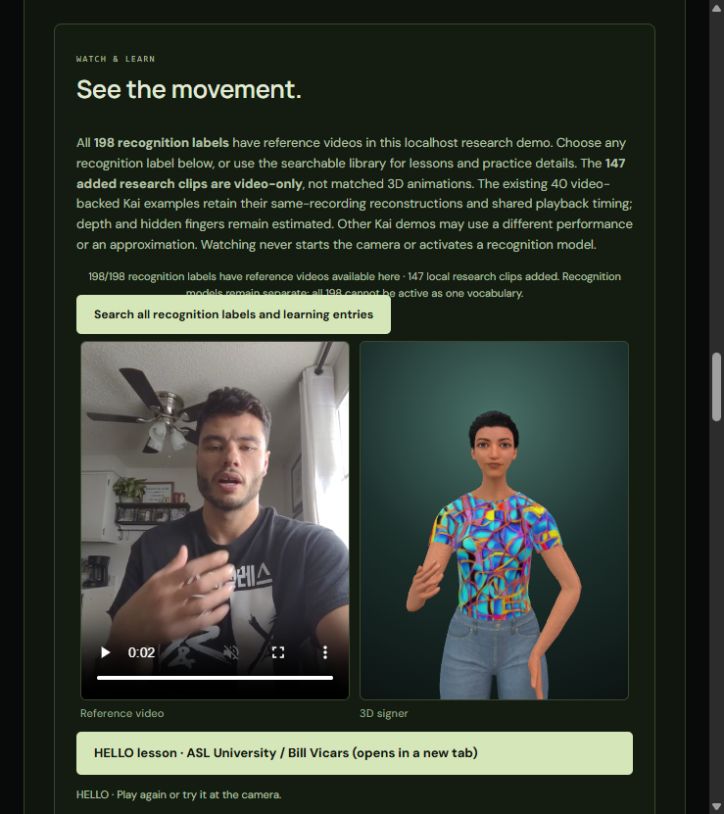 WATCH & LEARN
See the movement.
All 198 recognition labels have reference videos in this localhost research demo. Choose any
recognition label below, or use the searchable library for lessons and practice details. The 147
added research clips are video-only, not matched 3D animations. The existing 40 video-
backed Kai examples retain their same-recording reconstructions and shared playback timing;
depth and hidden fingers remain estimated. Other Kai demos may use a different performance
or an approximation. Watching never starts the camera or activates a recognition model.
198/198 recognition labels have reference videos available here · 147 local research clips added. Recognition
models remain separate; all 198 cannot be active as one vocabulary.
Search all recognition labels and learning entries
0:02
Reference video
3D signer
HELLO lesson · ASL University / Bill Vicars (opens in a new tab)
HELLO · Play again or try it at the camera.